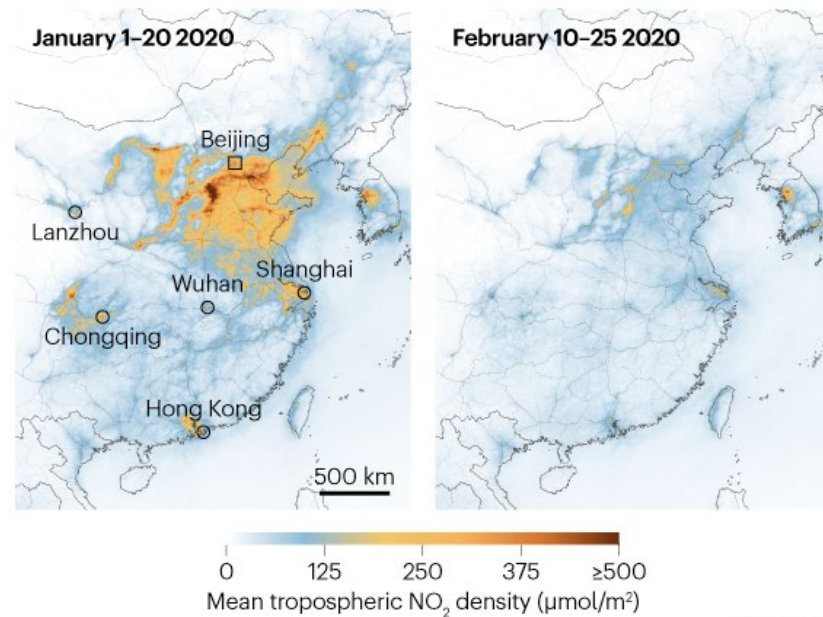 January 1–20 2020
February 10–25 2020
Beijing
Lanzhou
Wuhan
Shanghai
Chongqing
Hong Kong
500 km
0 125 250 375 ≥500
Mean tropospheric NO₂ density (μmol/m²)